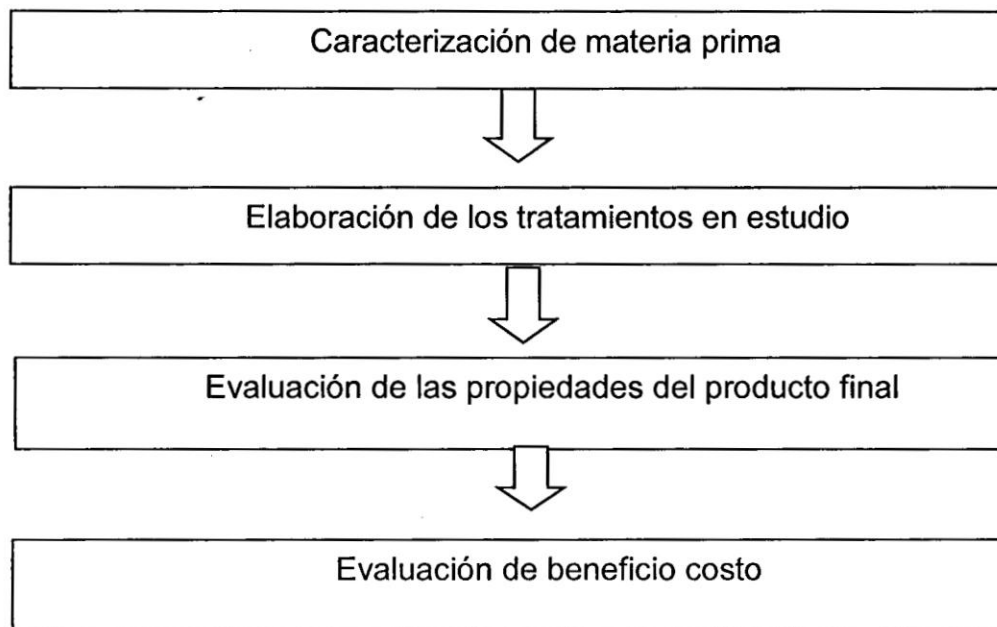 Caracterización de materia prima
Elaboración de los tratamientos en estudio
Evaluación de las propiedades del producto final
Evaluación de beneficio costo